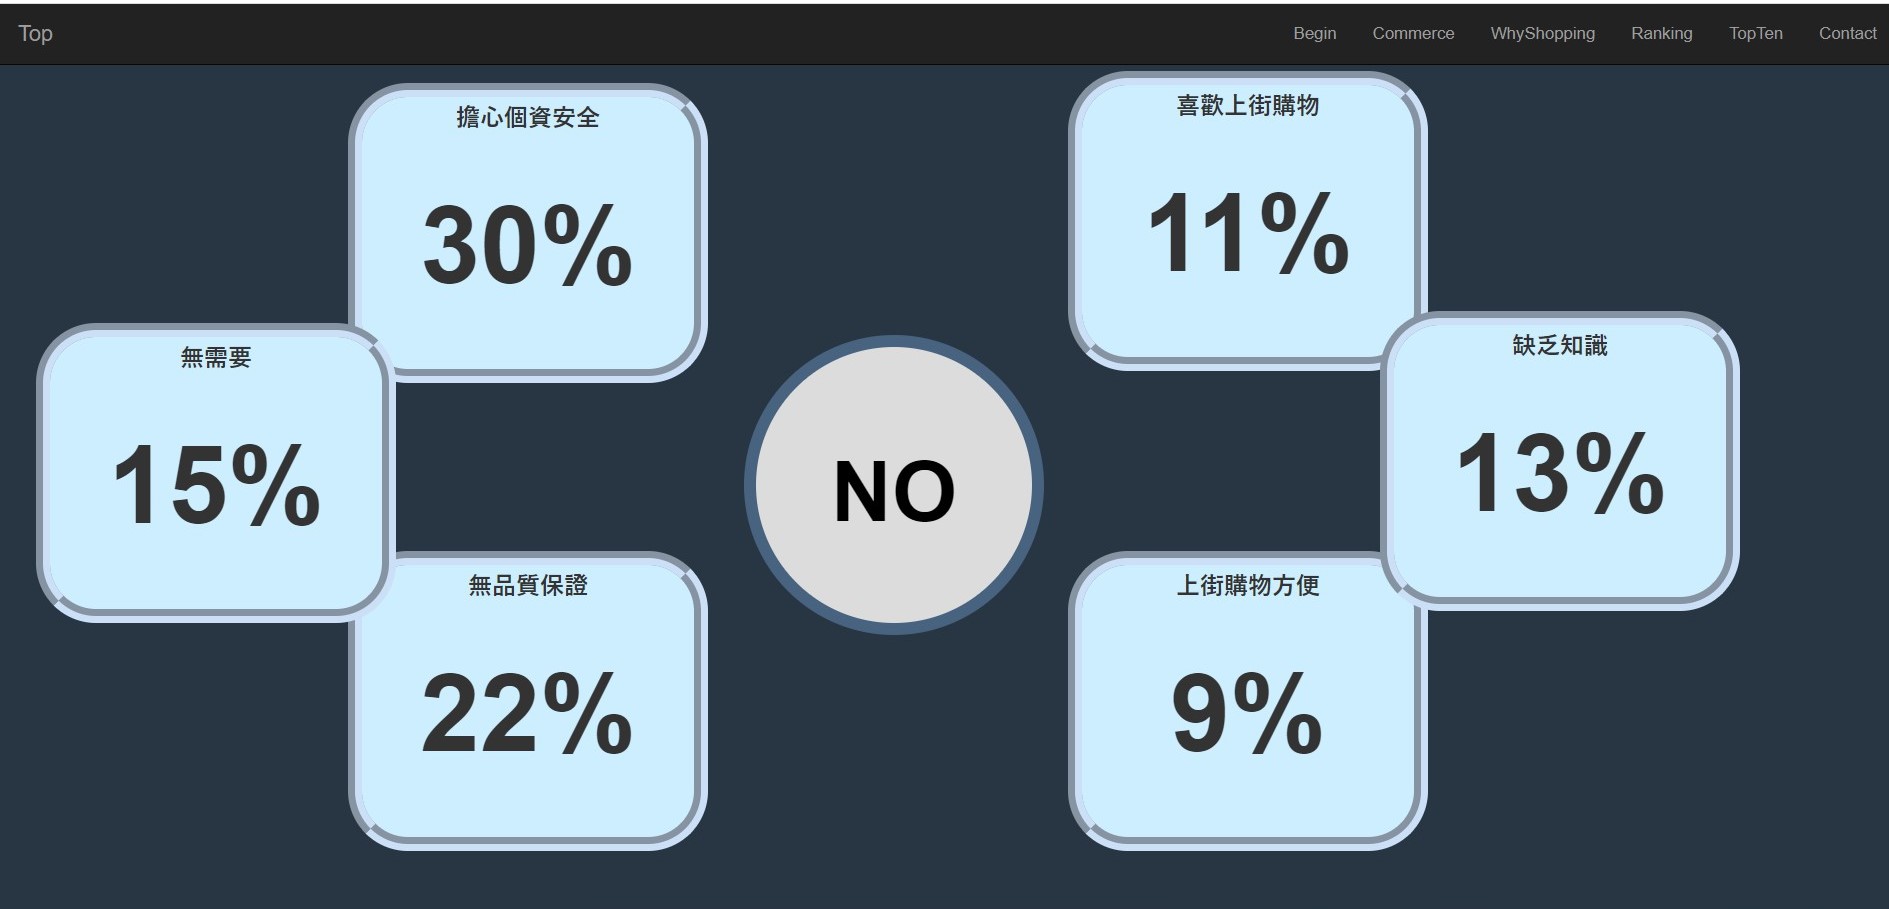 Top
Begin
Commerce
WhyShopping
Ranking
TopTen
Contact
擔心個資安全
30%
喜歡上街購物
11%
無需要
15%
NO
缺乏知識
13%
無品質保證
22%
上街購物方便
9%